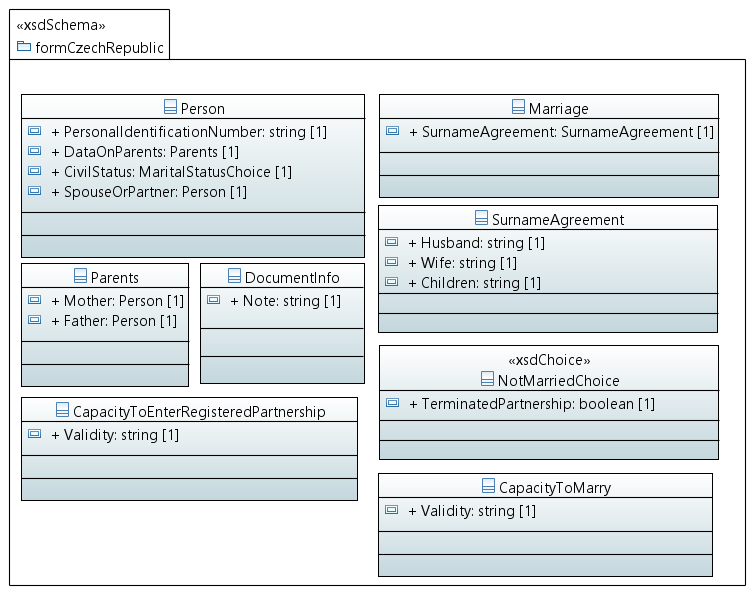 «xsdSchema»
formCzechRepublic
Person
+ PersonalIdentificationNumber: string [1]
+ DataOnParents: Parents [1]
+ CivilStatus: MaritalStatusChoice [1]
+ SpouseOrPartner: Person [1]
Marriage
+ SurnameAgreement: SurnameAgreement [1]
SurnameAgreement
+ Husband: string [1]
+ Wife: string [1]
+ Children: string [1]
Parents
+ Mother: Person [1]
+ Father: Person [1]
DocumentInfo
+ Note: string [1]
«xsdChoice»
NotMarriedChoice
+ TerminatedPartnership: boolean [1]
CapacityToEnterRegisteredPartnership
+ Validity: string [1]
CapacityToMarry
+ Validity: string [1]